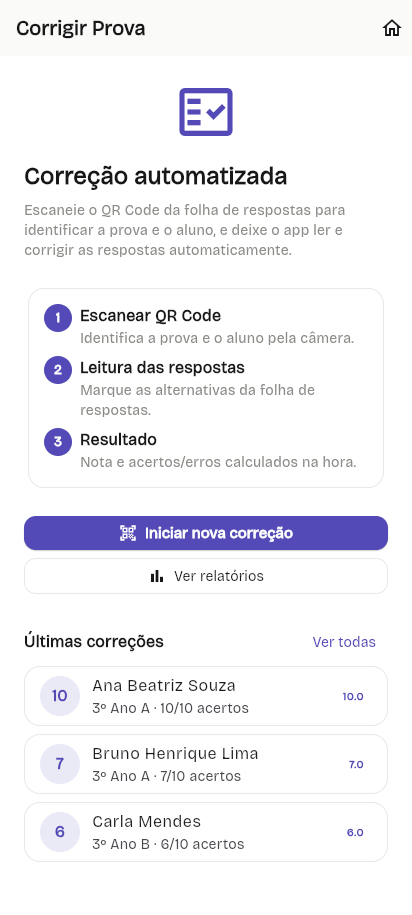 Corrigir Prova
Correção automatizada
Escaneie o QR Code da folha de respostas para
identificar a prova e o aluno, e deixe o app ler e
corrigir as respostas automaticamente.
1
Escanear QR Code
Identifica a prova e o aluno pela câmera.
2
Leitura das respostas
Marque as alternativas da folha de
respostas.
3
Resultado
Nota e acertos/erros calculados na hora.
Iniciar nova correção
Ver relatórios
Últimas correções
Ver todas
10
Ana Beatriz Souza
3º Ano A · 10/10 acertos
10.0
7
Bruno Henrique Lima
3º Ano A · 7/10 acertos
7.0
6
Carla Mendes
3º Ano B · 6/10 acertos
6.0